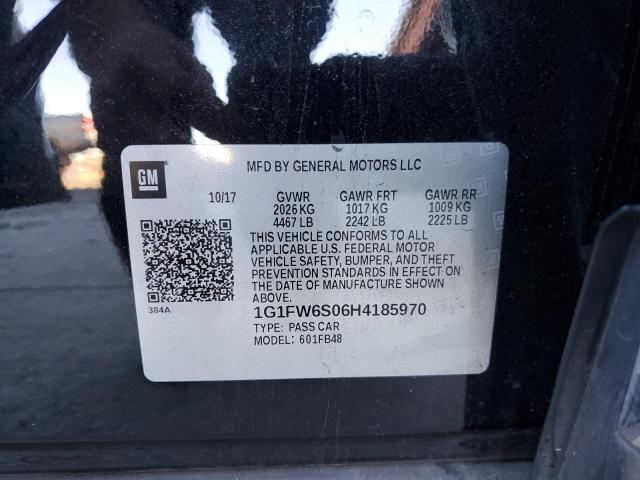 GM
MFD BY GENERAL MOTORS LLC
10/17 GVWR GAWR FRT GAWR RR
2026 KG 1017 KG 1009 KG
4467 LB 2242 LB 2225 LB
THIS VEHICLE CONFORMS TO ALL
APPLICABLE U.S. FEDERAL MOTOR
VEHICLE SAFETY, BUMPER, AND THEFT
PREVENTION STANDARDS IN EFFECT ON
THE DATE OF MANUFACTURE SHOWN
ABOVE.
384A
1G1FW6S06H4185970
TYPE: PASS CAR
MODEL: 601FB48